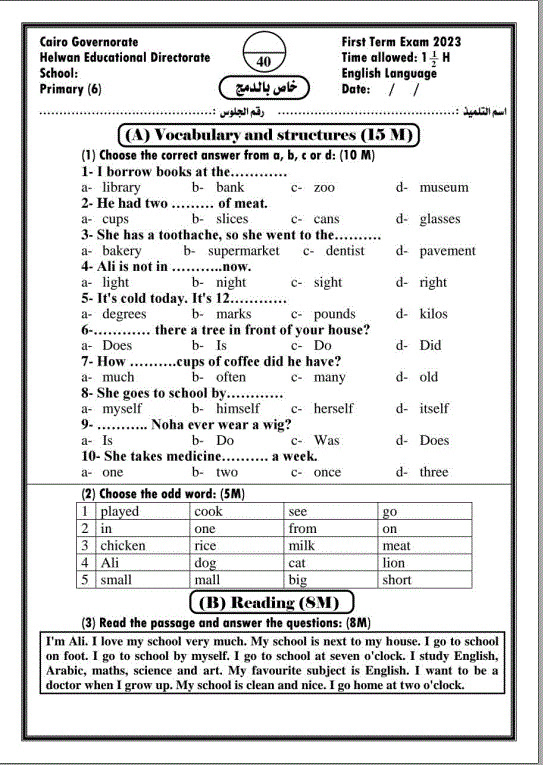 Cairo Governorate
Helwan Educational Directorate
School:
Primary (6)
40
خاص بالدمج
First Term Exam 2023
Time allowed: 1 1/2 H
English Language
Date: / /
اسم التلميذ : .................................................. رقم الجلوس : ..................................
(A) Vocabulary and structures (15 M)
(1) Choose the correct answer from a, b, c or d: (10 M)
1- I borrow books at the…………
a- library b- bank c- zoo d- museum
2- He had two ……… of meat.
a- cups b- slices c- cans d- glasses
3- She has a toothache, so she went to the……….
a- bakery b- supermarket c- dentist d- pavement
4- Ali is not in ………..now.
a- light b- night c- sight d- right
5- It's cold today. It's 12…………
a- degrees b- marks c- pounds d- kilos
6-………… there a tree in front of your house?
a- Does b- Is c- Do d- Did
7- How ……….cups of coffee did he have?
a- much b- often c- many d- old
8- She goes to school by…………
a- myself b- himself c- herself d- itself
9- ……….. Noha ever wear a wig?
a- Is b- Do c- Was d- Does
10- She takes medicine………. a week.
a- one b- two c- once d- three
(2) Choose the odd word: (5M)
1 played cook see go
2 in one from on
3 chicken rice milk meat
4 Ali dog cat lion
5 small mall big short
(B) Reading (8M)
(3) Read the passage and answer the questions: (8M)
I'm Ali. I love my school very much. My school is next to my house. I go to school
on foot. I go to school by myself. I go to school at seven o'clock. I study English,
Arabic, maths, science and art. My favourite subject is English. I want to be a
doctor when I grow up. My school is clean and nice. I go home at two o'clock.